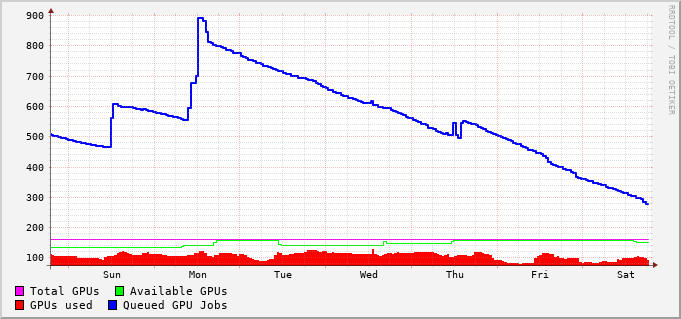 900
800
700
600
500
400
300
200
100
Sun Mon Tue Wed Thu Fri Sat
Total GPUs Available GPUs
GPUs used Queued GPU Jobs
RRDTOOL / TOBI OETIKER